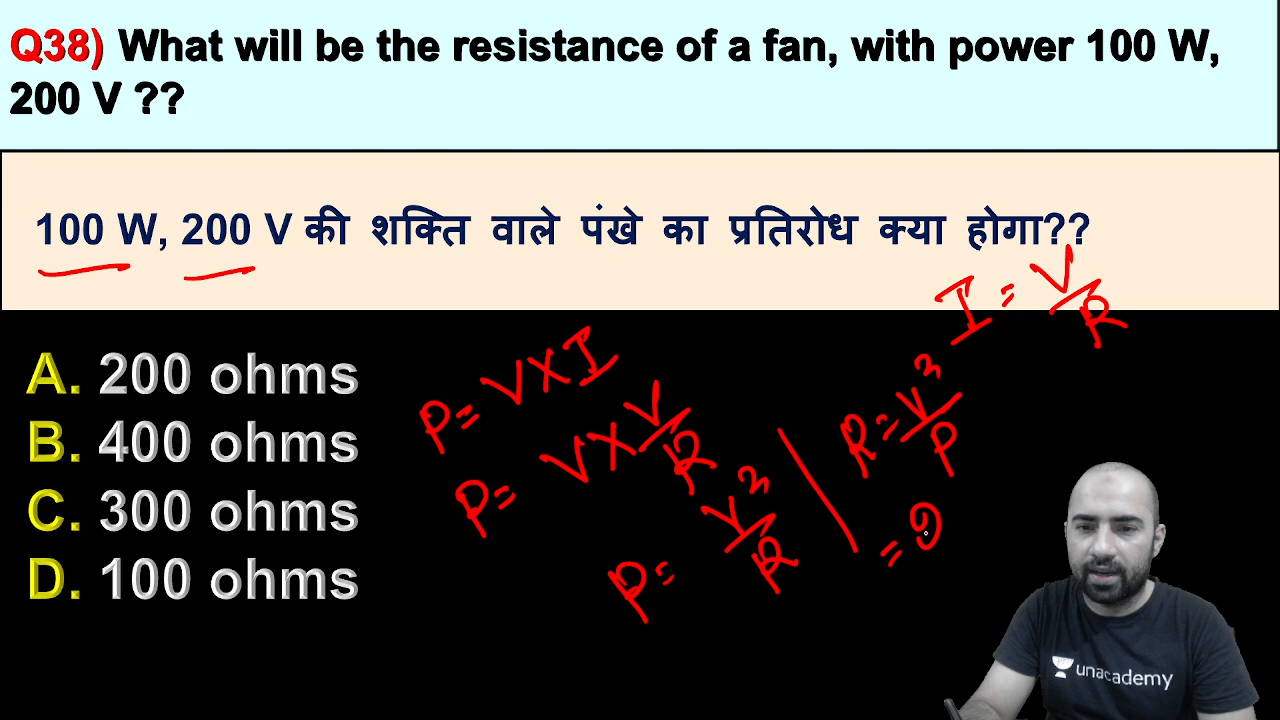 Q38) What will be the resistance of a fan, with power 100 W,
200 V ??
100 W, 200 V की शक्ति वाले पंखे का प्रतिरोध क्या होगा??
A. 200 ohms
B. 400 ohms
C. 300 ohms
D. 100 ohms
P= V×I
P= V×V/R
P= V²/R
I = V/R
R= V²/P
=
unacademy